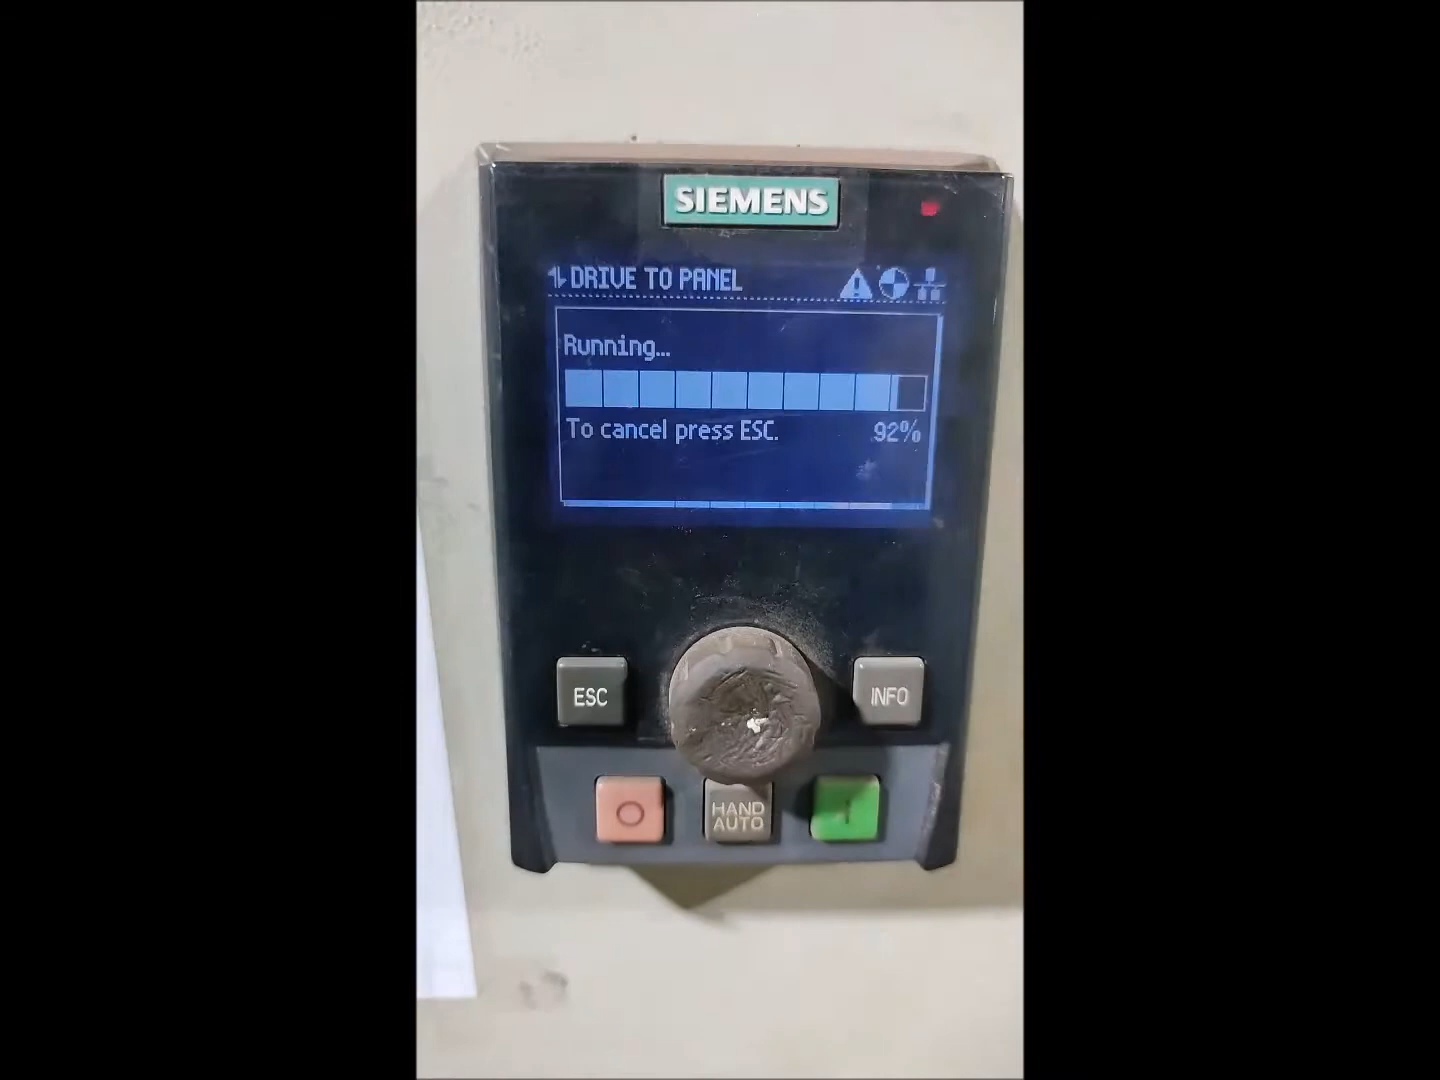 SIEMENS
DRIVE TO PANEL
Running...
To cancel press ESC. 92%
ESC
INFO
HAND
AUTO